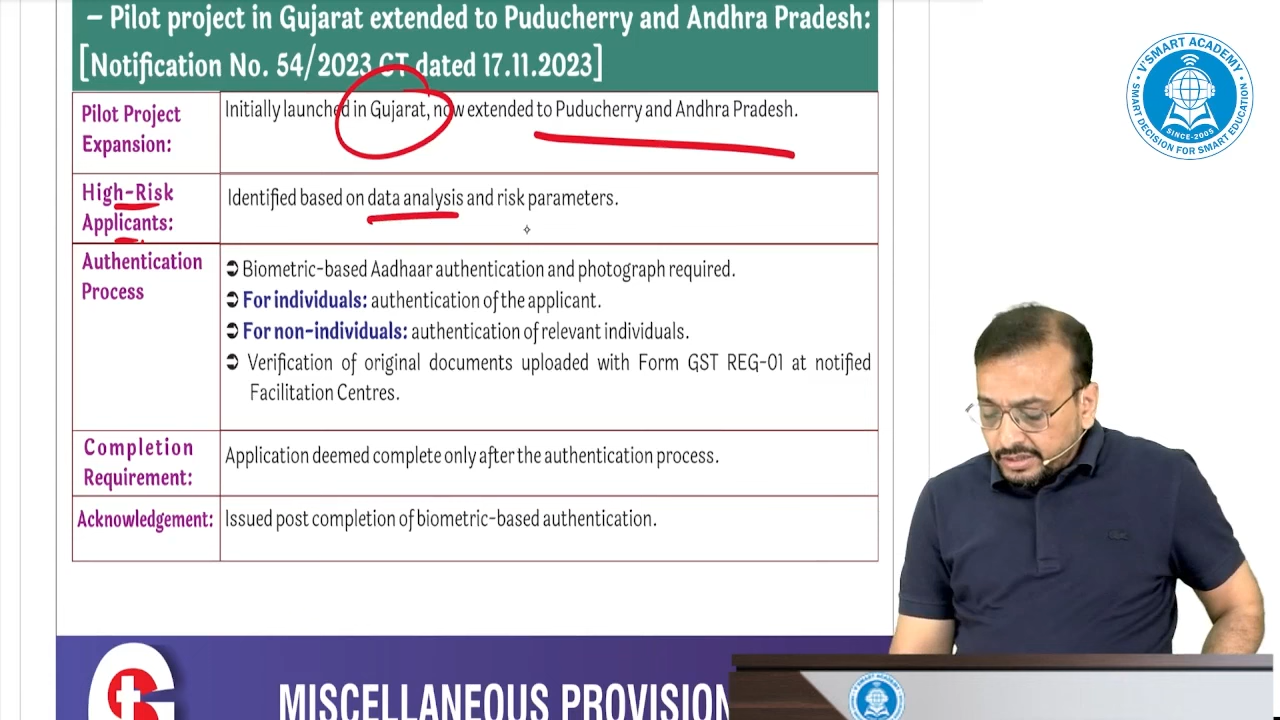 – Pilot project in Gujarat extended to Puducherry and Andhra Pradesh:
[Notification No. 54/2023 CT dated 17.11.2023]
Pilot Project
Expansion:
Initially launched in Gujarat, now extended to Puducherry and Andhra Pradesh.
High-Risk
Applicants:
Identified based on data analysis and risk parameters.
Authentication
Process
➲ Biometric-based Aadhaar authentication and photograph required.
➲ For individuals: authentication of the applicant.
➲ For non-individuals: authentication of relevant individuals.
➲ Verification of original documents uploaded with Form GST REG-01 at notified
Facilitation Centres.
Completion
Requirement:
Application deemed complete only after the authentication process.
Acknowledgement:
Issued post completion of biometric-based authentication.
MISCELLANEOUS PROVISION
V'SMART ACADEMY
SINCE-2005
SMART DECISION FOR SMART EDUCATION